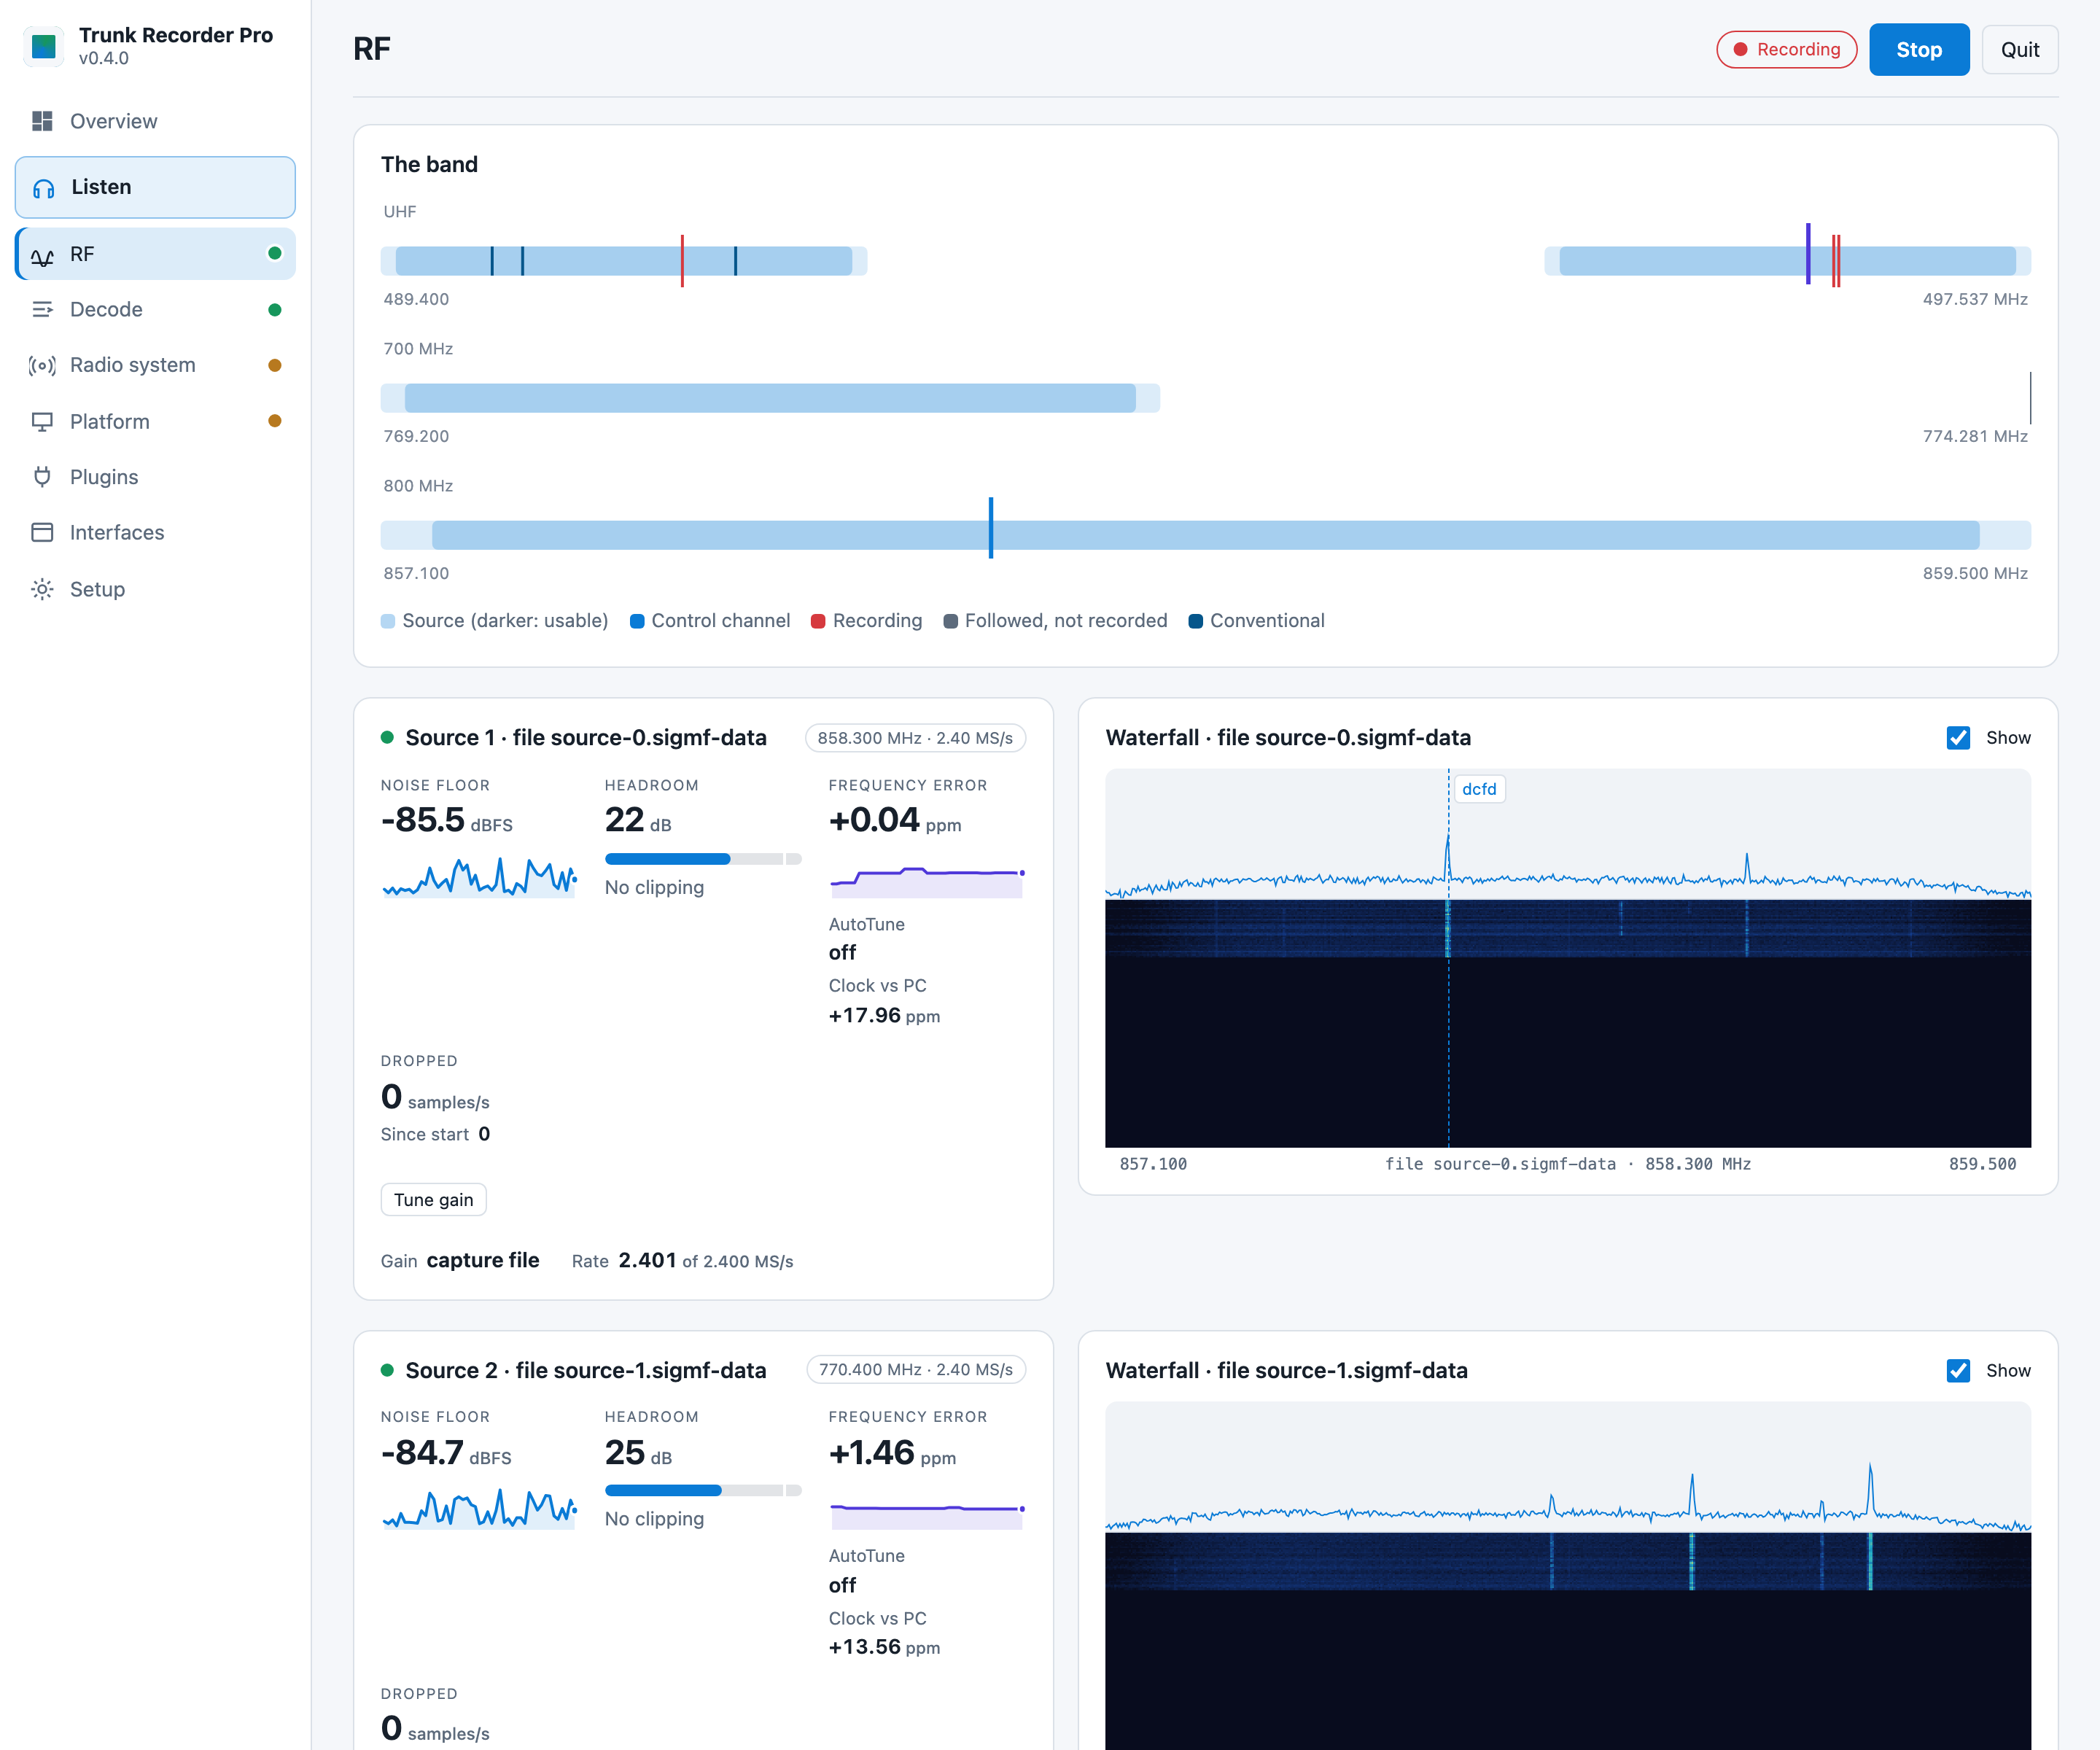 Trunk Recorder Pro
v0.4.0
Overview
Listen
RF
Decode
Radio system
Platform
Plugins
Interfaces
Setup
RF
Recording
Stop
Quit
The band
UHF
489.400
497.537 MHz
700 MHz
769.200
774.281 MHz
800 MHz
857.100
859.500 MHz
Source (darker: usable) Control channel Recording Followed, not recorded Conventional
Source 1 · file source-0.sigmf-data
858.300 MHz · 2.40 MS/s
NOISE FLOOR
-85.5 dBFS
HEADROOM
22 dB
No clipping
FREQUENCY ERROR
+0.04 ppm
AutoTune
off
Clock vs PC
+17.96 ppm
DROPPED
0 samples/s
Since start 0
Tune gain
Gain capture file Rate 2.401 of 2.400 MS/s
Waterfall · file source-0.sigmf-data
Show
dcfd
857.100 file source-0.sigmf-data · 858.300 MHz 859.500
Source 2 · file source-1.sigmf-data
770.400 MHz · 2.40 MS/s
NOISE FLOOR
-84.7 dBFS
HEADROOM
25 dB
No clipping
FREQUENCY ERROR
+1.46 ppm
AutoTune
off
Clock vs PC
+13.56 ppm
DROPPED
0 samples/s
Waterfall · file source-1.sigmf-data
Show